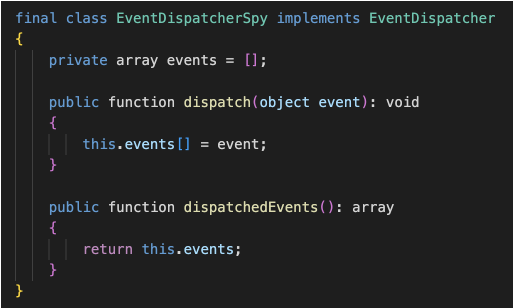 final class EventDispatcherSpy implements EventDispatcher
{
    private array events = [];

    public function dispatch(object event): void
    {
        this.events[] = event;
    }

    public function dispatchedEvents(): array
    {
        return this.events;
    }
}